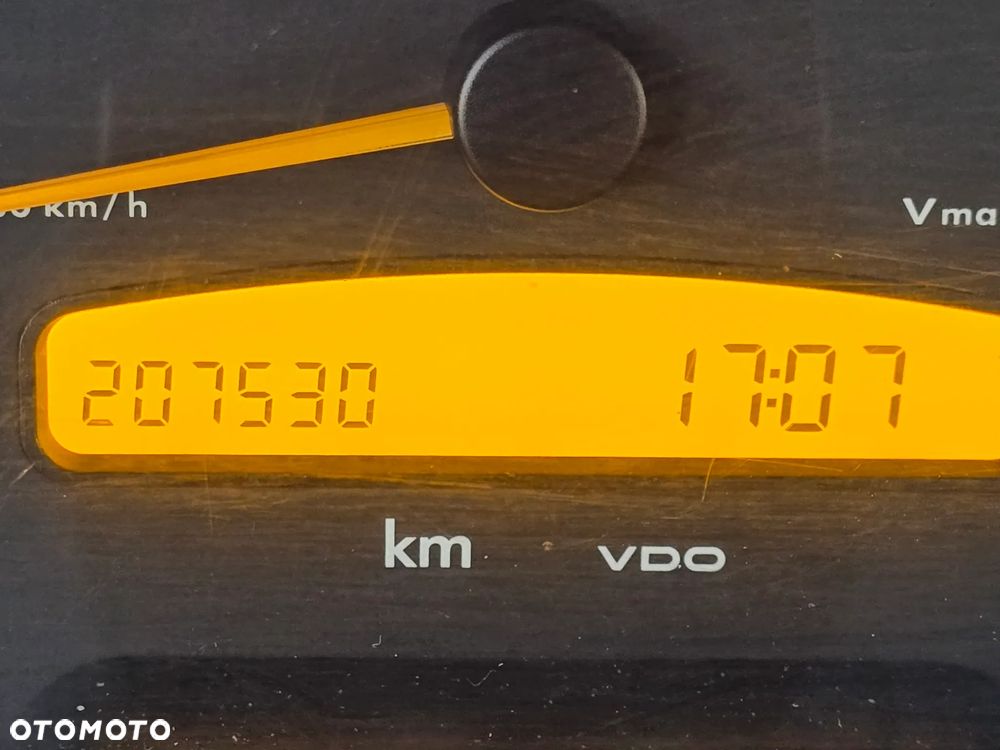 km/h
Vma
207530 17:07
km VDO
OTOMOTO